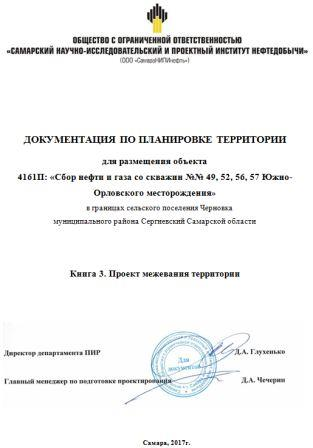 ОБЩЕСТВО С ОГРАНИЧЕННОЙ ОТВЕТСТВЕННОСТЬЮ
«САМАРСКИЙ НАУЧНО-ИССЛЕДОВАТЕЛЬСКИЙ И ПРОЕКТНЫЙ ИНСТИТУТ НЕФТЕДОБЫЧИ»
(ООО «СамараНИПИнефть»)
ДОКУМЕНТАЦИЯ ПО ПЛАНИРОВКЕ ТЕРРИТОРИИ
для размещения объекта
4161П: «Сбор нефти и газа со скважин №№ 49, 52, 56, 57 Южно-
Орловского месторождения»
в границах сельского поселения Черновка
муниципального района Сергиевский Самарской области
Книга 3. Проект межевания территории
Директор департамента ПИР
Д.А. Глухенько
Для
документов
Главный менеджер по подготовке проектирования
Д.А. Чечерин
Самара, 2017г.